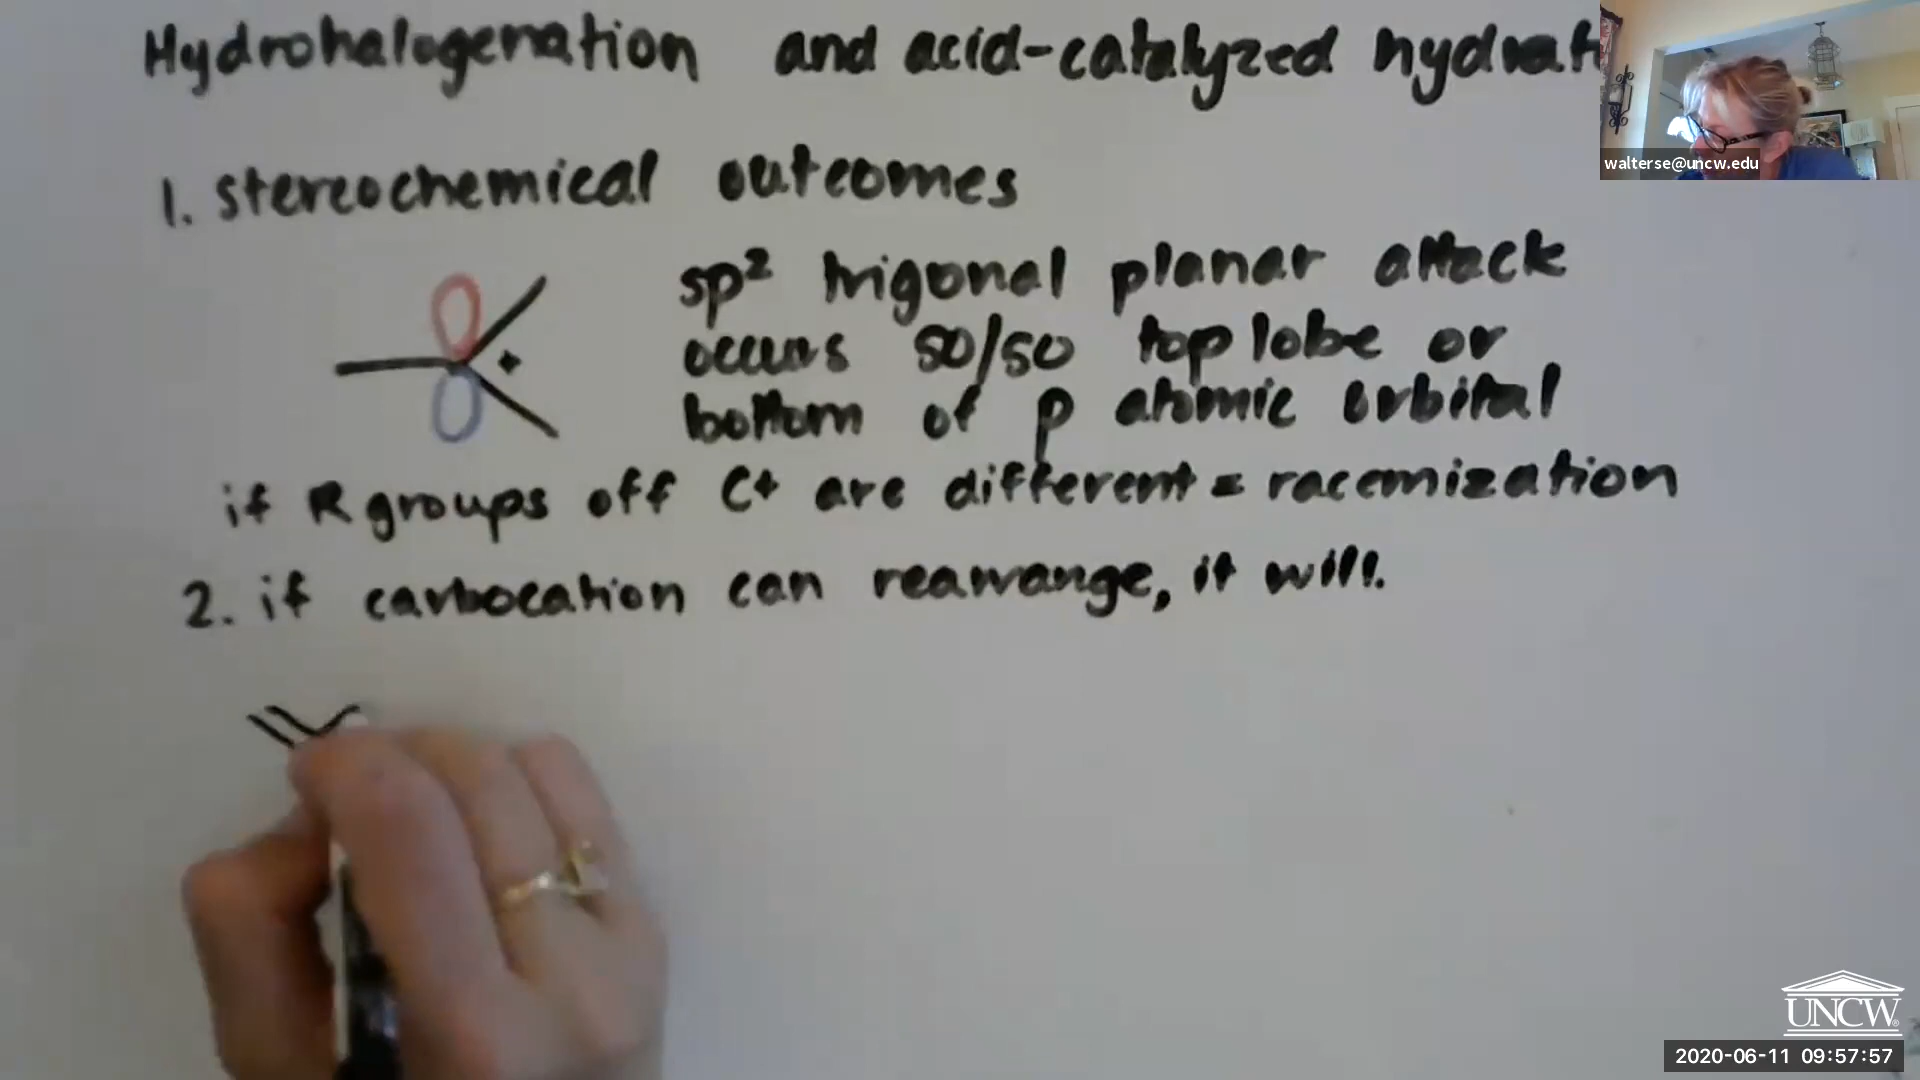 Hydrohalogenation and acid-catalyzed hydrat
walterse@uncw.edu
1. stereochemical outcomes
sp² trigonal planar attack
occurs 50/50 top lobe or
bottom of p atomic orbital
+
if R groups off C+ are different = racemization
2. if carbocation can rearrange, it will.
UNCW
2020-06-11 09:57:57